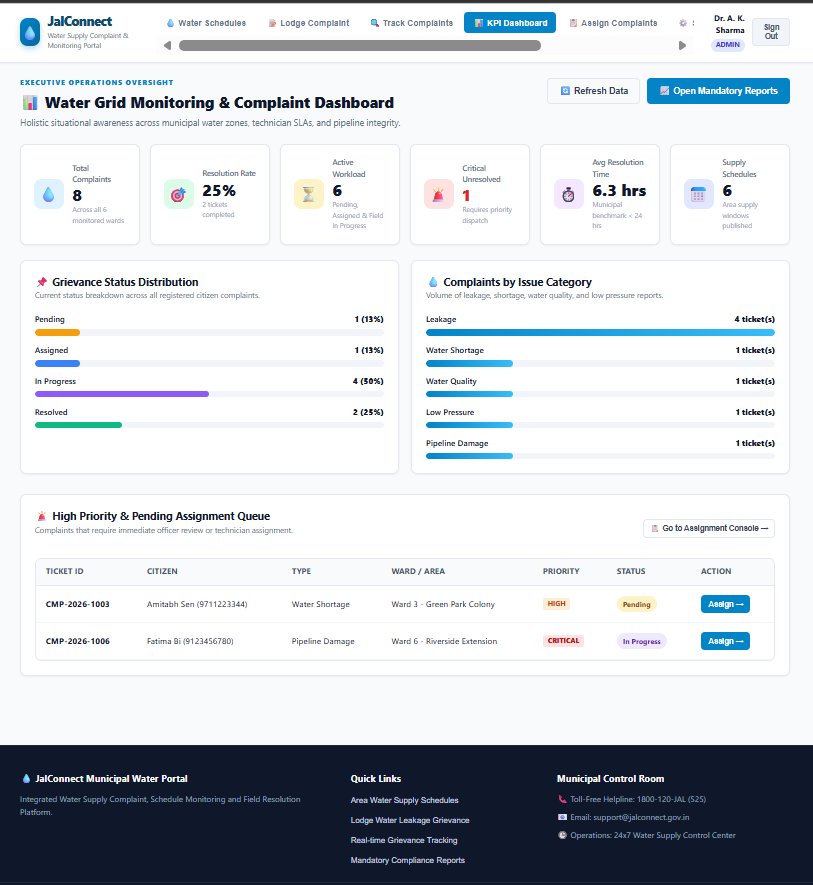 JalConnect
Water Supply Complaint &
Monitoring Portal
Water Schedules
Lodge Complaint
Track Complaints
KPI Dashboard
Assign Complaints
Dr. A. K.
Sharma
ADMIN
Sign
Out
EXECUTIVE OPERATIONS OVERSIGHT
Water Grid Monitoring & Complaint Dashboard
Holistic situational awareness across municipal water zones, technician SLAs, and pipeline integrity.
Refresh Data
Open Mandatory Reports
Total
Complaints
8
Across all 6
monitored wards
Resolution Rate
25%
2 tickets
completed
Active
Workload
6
Pending,
Assigned & Field
In Progress
Critical
Unresolved
1
Requires priority
dispatch
Avg Resolution
Time
6.3 hrs
Municipal
benchmark < 24
hrs
Supply
Schedules
6
Area supply
windows
published
Grievance Status Distribution
Current status breakdown across all registered citizen complaints.
Pending 1 (13%)
Assigned 1 (13%)
In Progress 4 (50%)
Resolved 2 (25%)
Complaints by Issue Category
Volume of leakage, shortage, water quality, and low pressure reports.
Leakage 4 ticket(s)
Water Shortage 1 ticket(s)
Water Quality 1 ticket(s)
Low Pressure 1 ticket(s)
Pipeline Damage 1 ticket(s)
High Priority & Pending Assignment Queue
Complaints that require immediate officer review or technician assignment.
Go to Assignment Console →
TICKET ID CITIZEN TYPE WARD / AREA PRIORITY STATUS ACTION
CMP-2026-1003 Amitabh Sen (9711223344) Water Shortage Ward 3 - Green Park Colony HIGH Pending Assign →
CMP-2026-1006 Fatima Bi (9123456780) Pipeline Damage Ward 6 - Riverside Extension CRITICAL In Progress Assign →
JalConnect Municipal Water Portal
Integrated Water Supply Complaint, Schedule Monitoring and Field Resolution
Platform.
Quick Links
Area Water Supply Schedules
Lodge Water Leakage Grievance
Real-time Grievance Tracking
Mandatory Compliance Reports
Municipal Control Room
Toll-Free Helpline: 1800-120-JAL (525)
Email: support@jalconnect.gov.in
Operations: 24x7 Water Supply Control Center